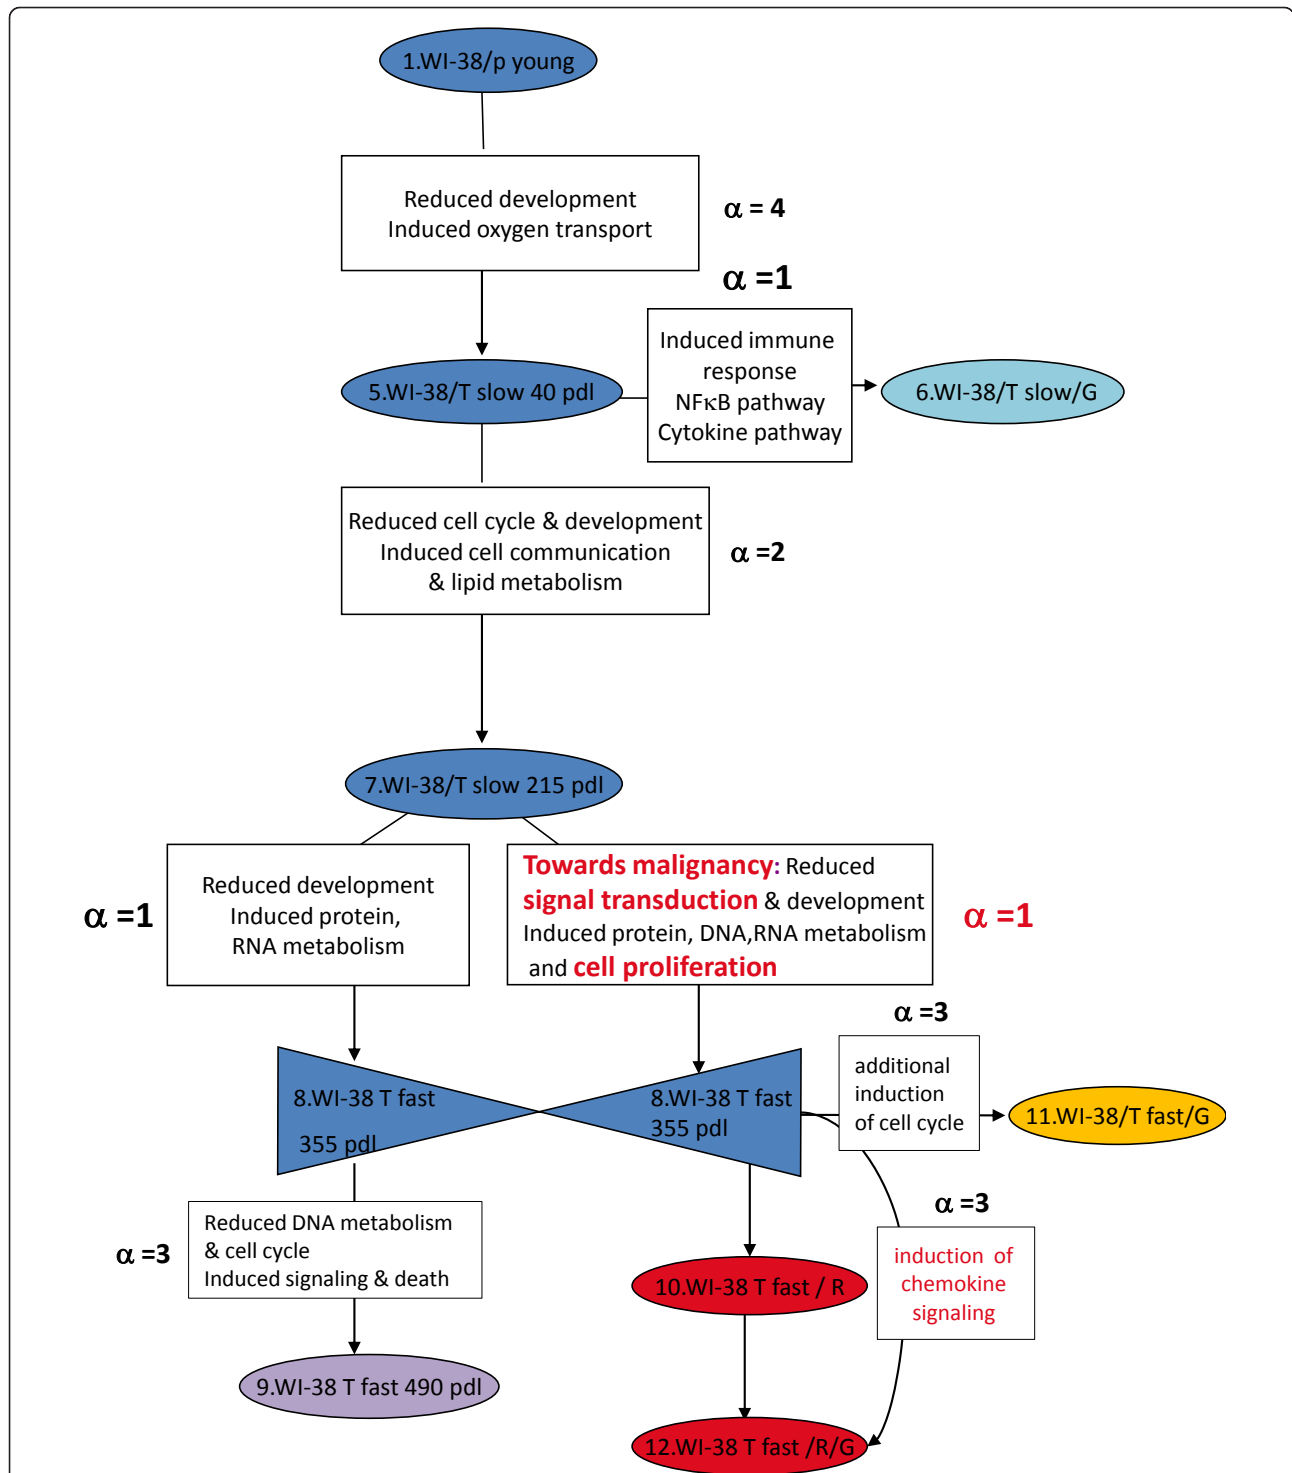 1.WI-38/p young
Reduced development
Induced oxygen transport
α = 4
α =1
Induced immune
response
NFκB pathway
Cytokine pathway
5.WI-38/T slow 40 pdl
6.WI-38/T slow/G
Reduced cell cycle & development
Induced cell communication
& lipid metabolism
α =2
7.WI-38/T slow 215 pdl
Reduced development
Induced protein,
RNA metabolism
α =1
Towards malignancy: Reduced
signal transduction & development
Induced protein, DNA,RNA metabolism
and cell proliferation
α =1
8.WI-38 T fast
355 pdl
8.WI-38 T fast
355 pdl
α =3
additional
induction
of cell cycle
11.WI-38/T fast/G
α =3
Reduced DNA metabolism
& cell cycle
Induced signaling & death
α =3
induction of
chemokine
signaling
10.WI-38 T fast / R
9.WI-38 T fast 490 pdl
12.WI-38 T fast /R/G